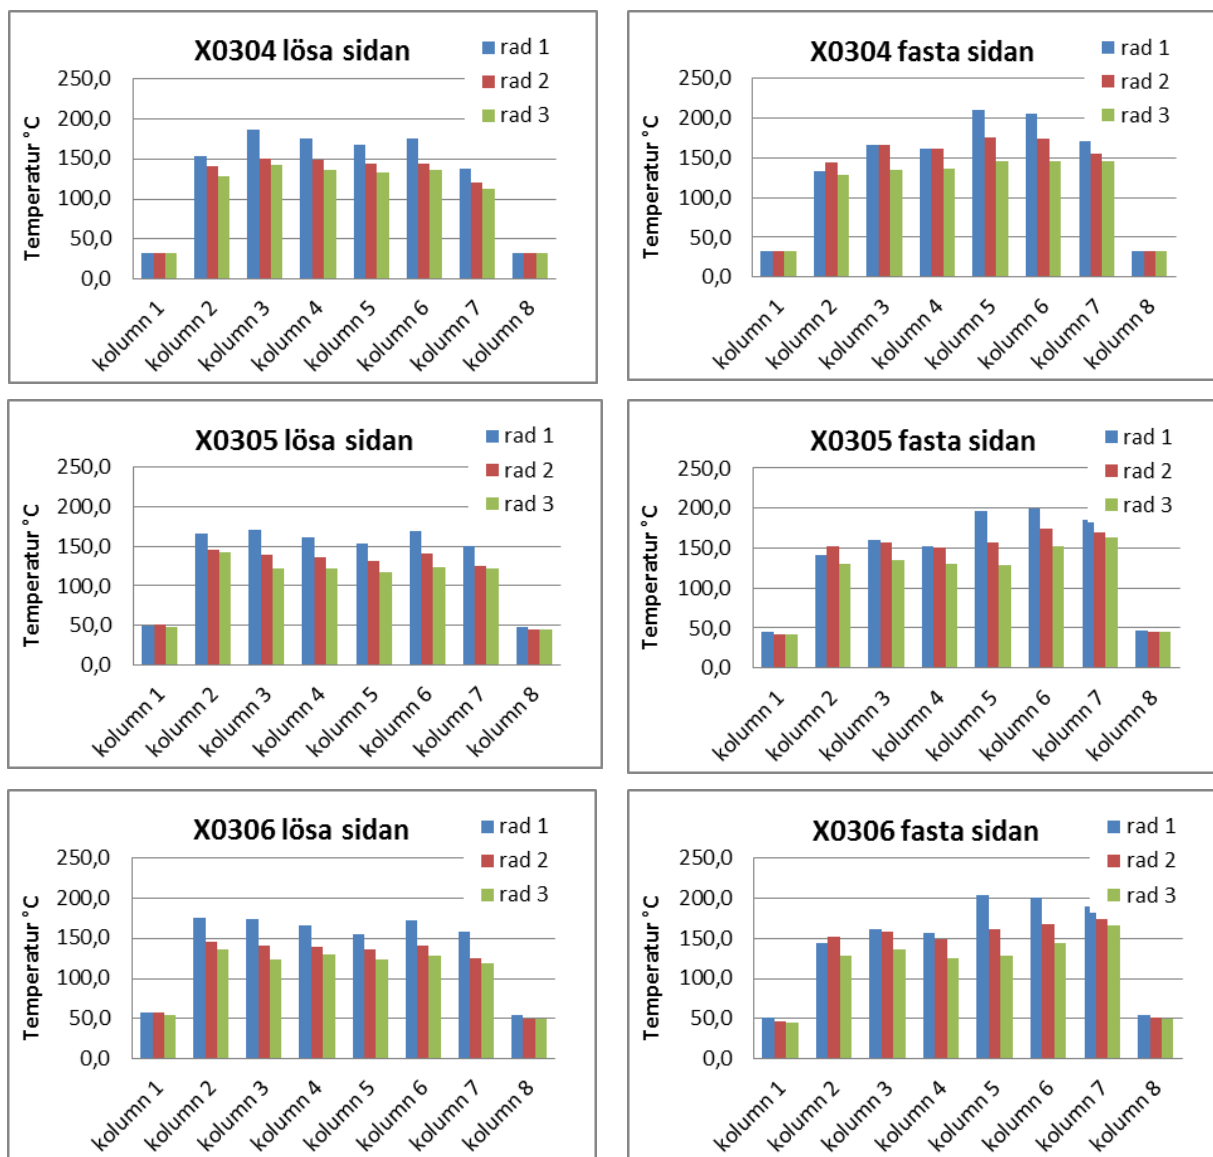 X0304 lösa sidan
rad 1
rad 2
rad 3
Temperatur °C
250,0
200,0
150,0
100,0
50,0
0,0
kolumn 1
kolumn 2
kolumn 3
kolumn 4
kolumn 5
kolumn 6
kolumn 7
kolumn 8
X0304 fasta sidan
rad 1
rad 2
rad 3
Temperatur °C
250,0
200,0
150,0
100,0
50,0
0,0
kolumn 1
kolumn 2
kolumn 3
kolumn 4
kolumn 5
kolumn 6
kolumn 7
kolumn 8
X0305 lösa sidan
rad 1
rad 2
rad 3
Temperatur °C
250,0
200,0
150,0
100,0
50,0
0,0
kolumn 1
kolumn 2
kolumn 3
kolumn 4
kolumn 5
kolumn 6
kolumn 7
kolumn 8
X0305 fasta sidan
rad 1
rad 2
rad 3
Temperatur °C
250,0
200,0
150,0
100,0
50,0
0,0
kolumn 1
kolumn 2
kolumn 3
kolumn 4
kolumn 5
kolumn 6
kolumn 7
kolumn 8
X0306 lösa sidan
rad 1
rad 2
rad 3
Temperatur °C
250,0
200,0
150,0
100,0
50,0
0,0
kolumn 1
kolumn 2
kolumn 3
kolumn 4
kolumn 5
kolumn 6
kolumn 7
kolumn 8
X0306 fasta sidan
rad 1
rad 2
rad 3
Temperatur °C
250,0
200,0
150,0
100,0
50,0
0,0
kolumn 1
kolumn 2
kolumn 3
kolumn 4
kolumn 5
kolumn 6
kolumn 7
kolumn 8